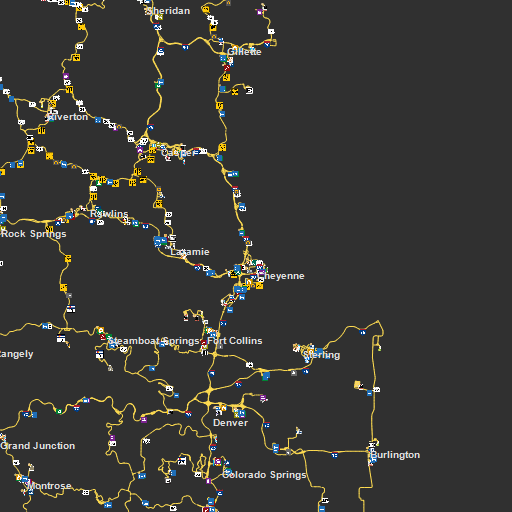 Sheridan
Gillette
Riverton
Casper
Rawlins
Rock Springs
Laramie
Cheyenne
Steamboat Springs
Fort Collins
Rangely
Sterling
Denver
Grand Junction
Burlington
Colorado Springs
Montrose